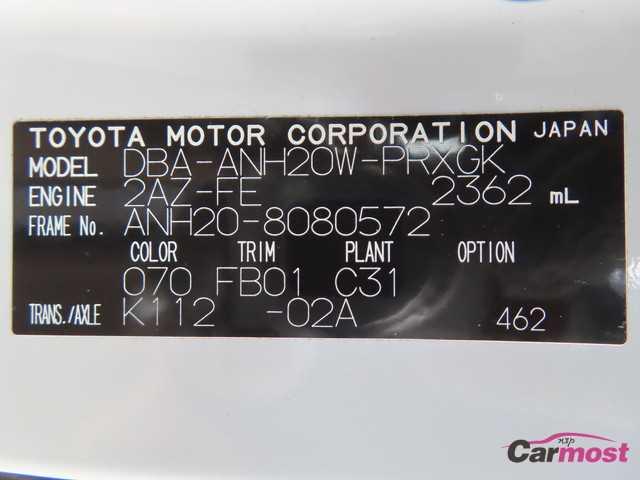 TOYOTA MOTOR CORPORATION JAPAN
MODEL DBA-ANH20W-PRXGK
ENGINE 2AZ-FE 2362 mL
FRAME No. ANH20-8080572
COLOR TRIM PLANT OPTION
070 FB01 C31
TRANS./AXLE K112 -02A 462
nxp
Carmost